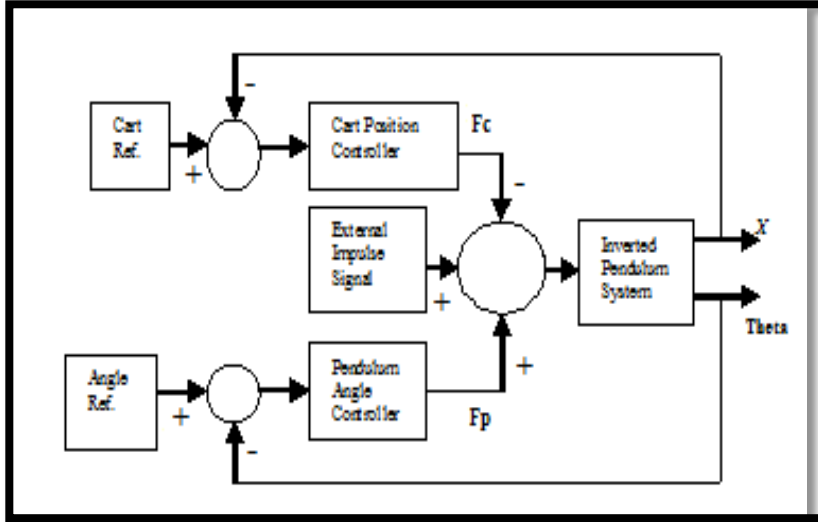 -
Cart
Ref.
+
Cart Position
Controller
Fc
-
External
Impulse
Signal
+
Inverted
Pendulum
System
X
Theta
Angle
Ref.
+
Pendulum
Angle
Controller
+
Fp
-